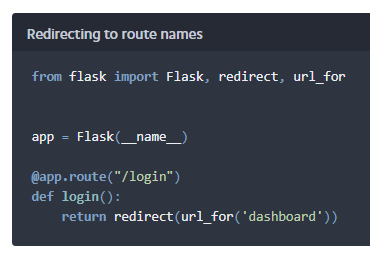 Redirecting to route names
from flask import Flask, redirect, url_for
app = Flask(__name__)
@app.route("/login")
def login():
    return redirect(url_for('dashboard'))